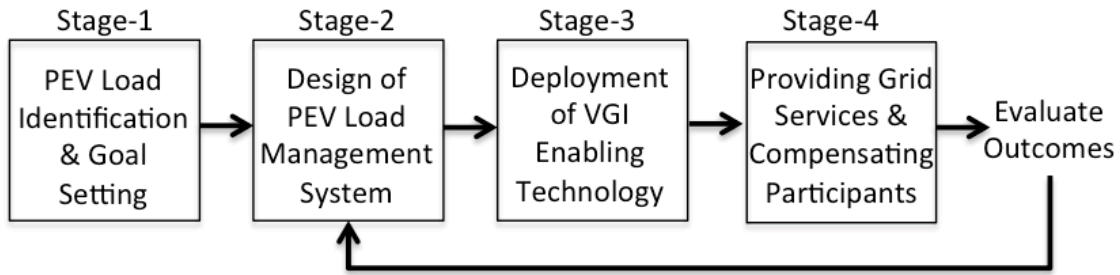 Stage-1
PEV Load
Identification
& Goal
Setting
Stage-2
Design of
PEV Load
Management
System
Stage-3
Deployment
of VGI
Enabling
Technology
Stage-4
Providing Grid
Services &
Compensating
Participants
Evaluate
Outcomes